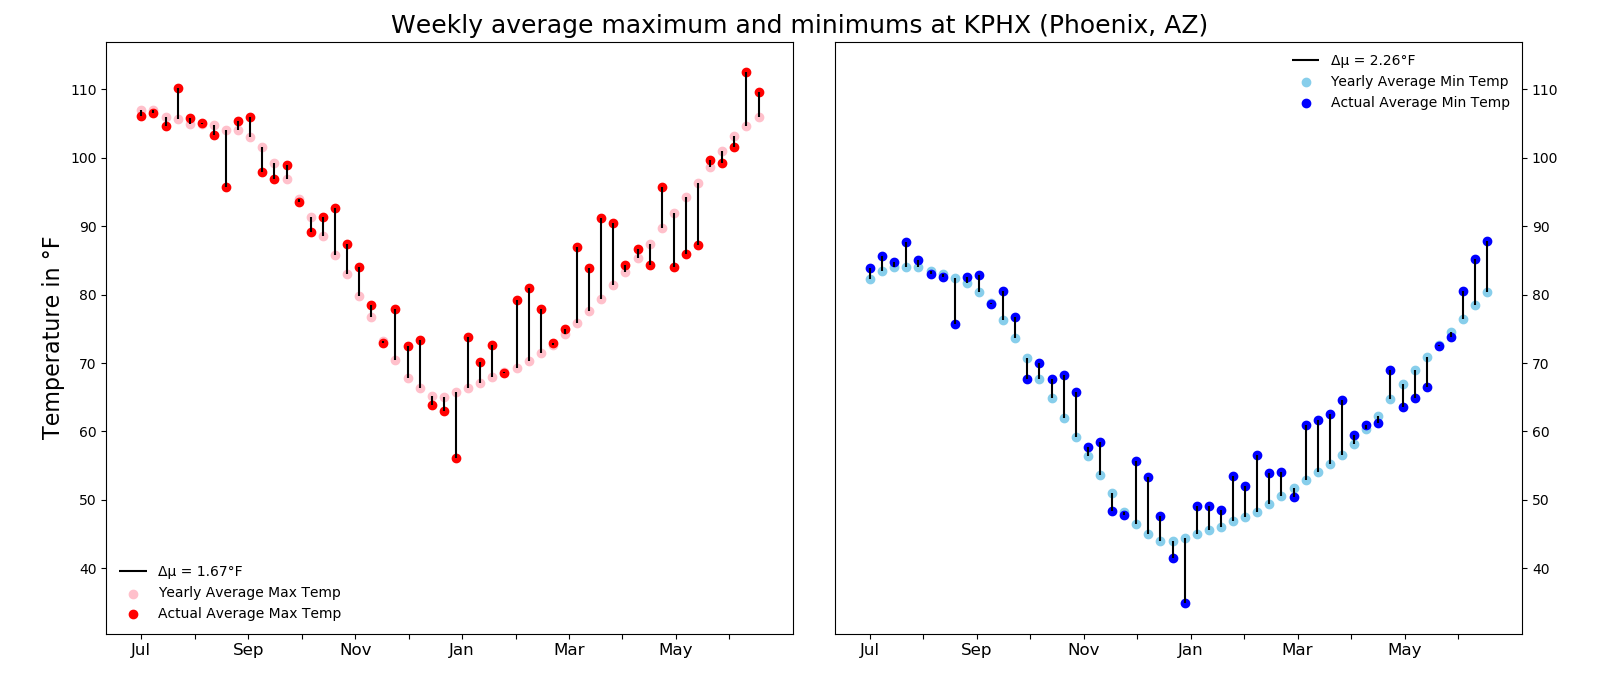 Weekly average maximum and minimums at KPHX (Phoenix, AZ)
Temperature in °F
110
100
90
80
70
60
50
40
Δμ = 1.67°F
Yearly Average Max Temp
Actual Average Max Temp
Jul Sep Nov Jan Mar May
Δμ = 2.26°F
Yearly Average Min Temp
Actual Average Min Temp
110
100
90
80
70
60
50
40
Jul Sep Nov Jan Mar May